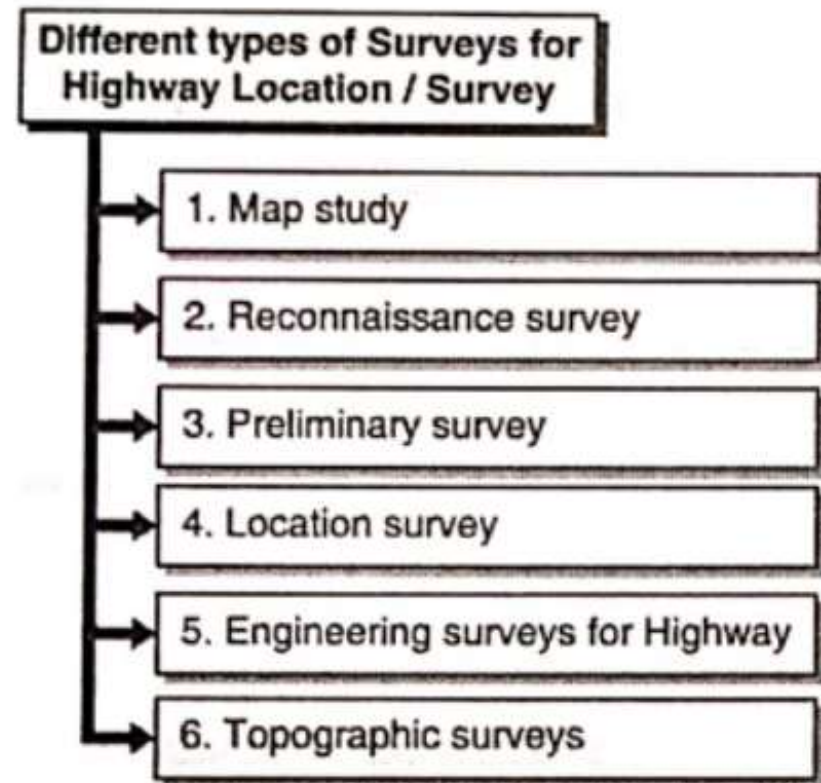 Different types of Surveys for
Highway Location / Survey
1. Map study
2. Reconnaissance survey
3. Preliminary survey
4. Location survey
5. Engineering surveys for Highway
6. Topographic surveys